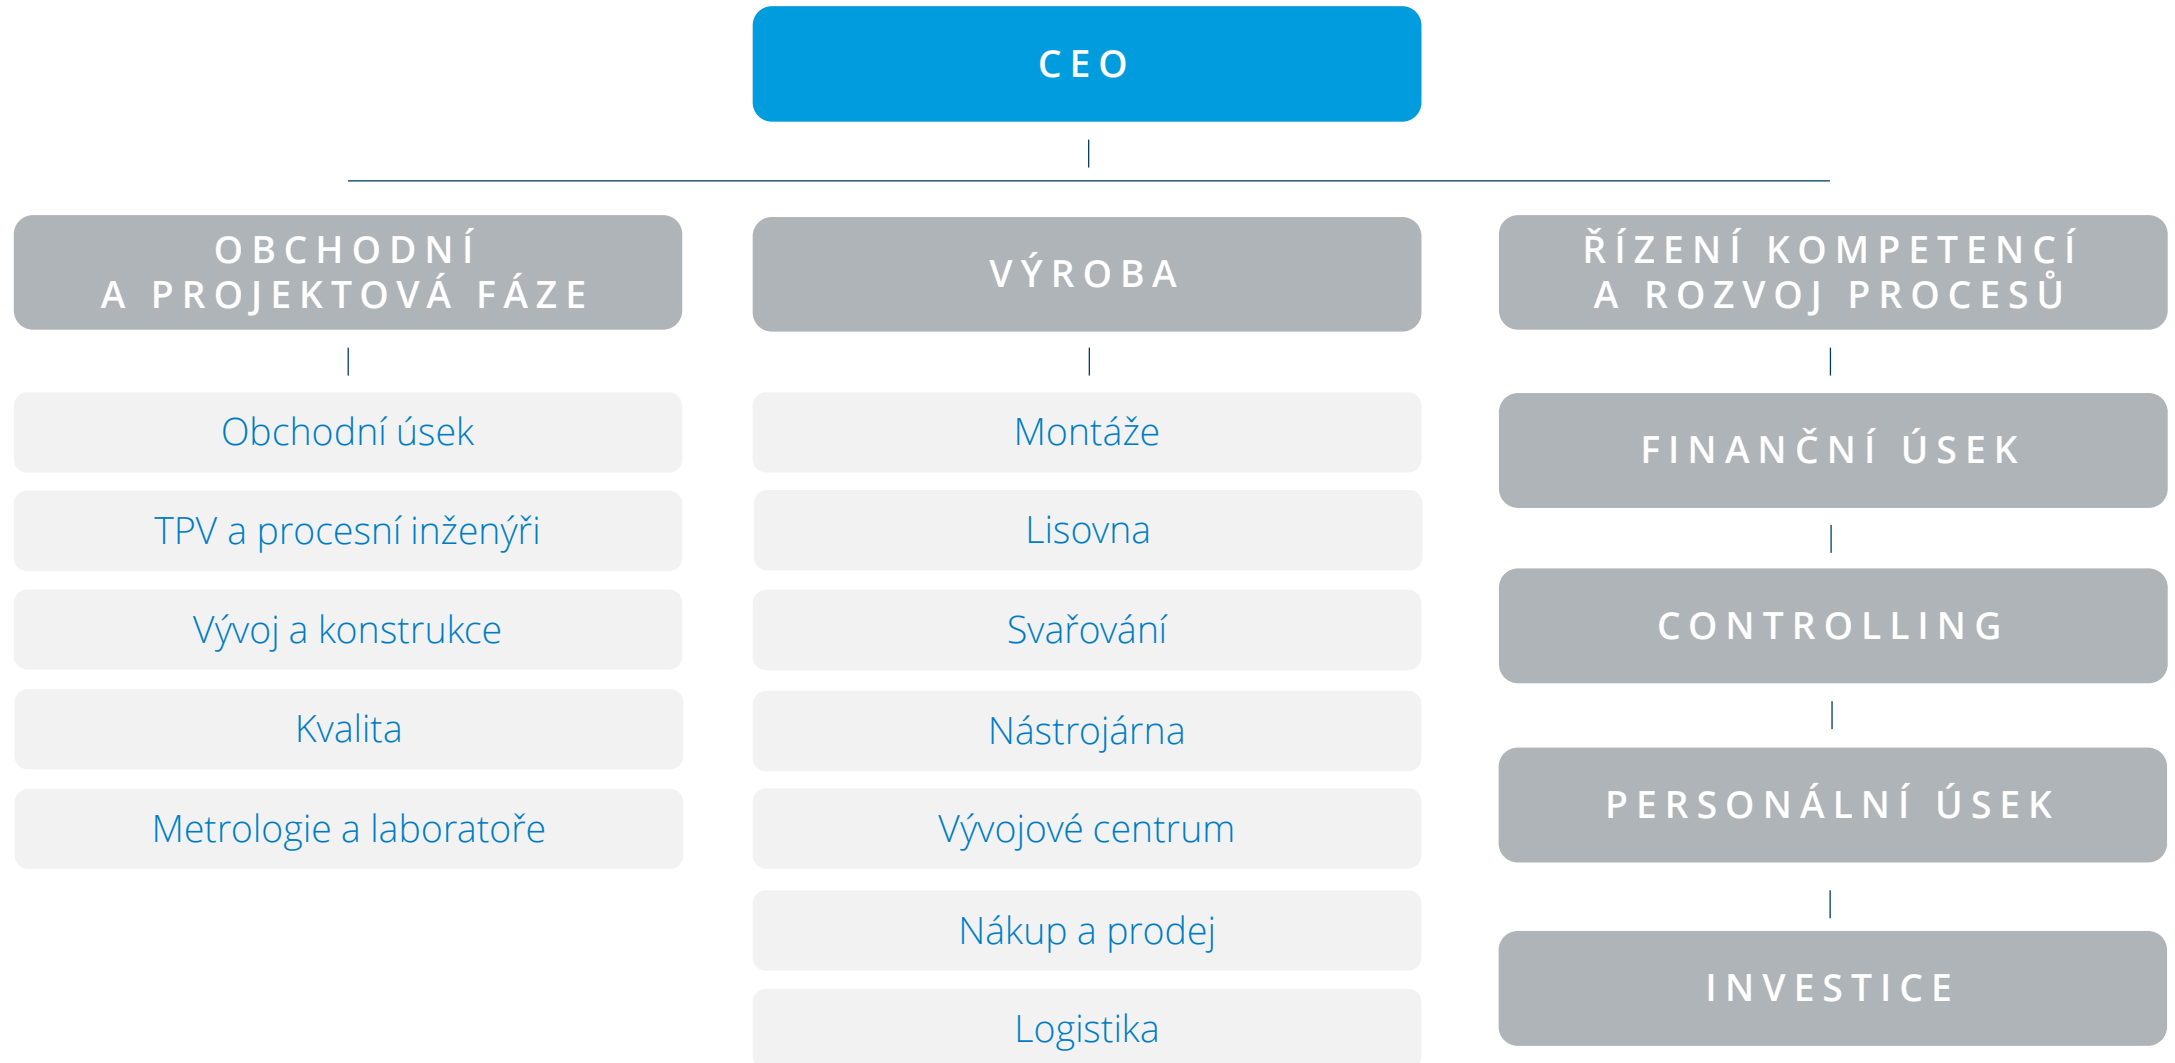 CEO
OBCHODNÍ
A PROJEKTOVÁ FÁZE
Obchodní úsek
TPV a procesní inženýři
Vývoj a konstrukce
Kvalita
Metrologie a laboratoře
VÝROBA
Montáže
Lisovna
Svařování
Nástrojárna
Vývojové centrum
Nákup a prodej
Logistika
ŘÍZENÍ KOMPETENCÍ
A ROZVOJ PROCESŮ
FINANČNÍ ÚSEK
CONTROLLING
PERSONÁLNÍ ÚSEK
INVESTICE